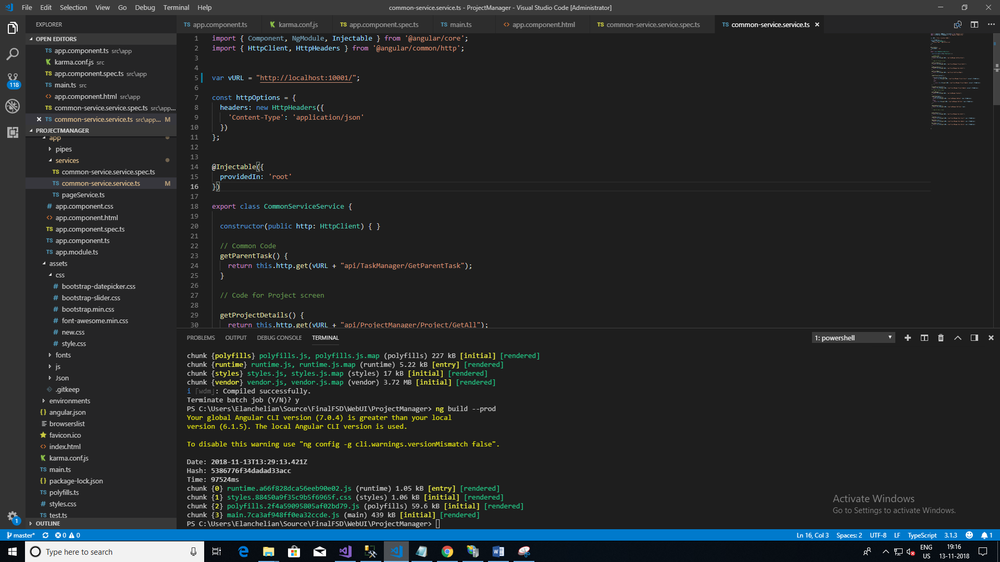 File Edit Selection View Go Debug Terminal Help
common-service.service.ts - ProjectManager - Visual Studio Code [Administrator]
EXPLORER
OPEN EDITORS
TS app.component.ts src\app
karma.conf.js src
TS app.component.spec.ts src\app
TS main.ts src
<> app.component.html src\app
TS common-service.service.spec.ts src\app...
× TS common-service.service.ts src\app... M
PROJECTMANAGER
app
pipes
services
TS common-service.service.spec.ts
TS common-service.service.ts M
TS pageService.ts
# app.component.css
<> app.component.html
TS app.component.spec.ts
TS app.component.ts
TS app.module.ts
assets
css
# bootstrap-datepicker.css
# bootstrap-slider.css
# bootstrap.min.css
# font-awesome.min.css
# new.css
# style.css
fonts
js
Json
.gitkeep
environments
{} angular.json
browserslist
favicon.ico
<> index.html
karma.conf.js
TS main.ts
{} package-lock.json
TS polyfills.ts
# styles.css
TS test.ts
OUTLINE
118
1
TS app.component.ts
karma.conf.js
TS app.component.spec.ts
TS main.ts
<> app.component.html
TS common-service.service.spec.ts
TS common-service.service.ts ×
1 import { Component, NgModule, Injectable } from '@angular/core';
2 import { HttpClient, HttpHeaders } from '@angular/common/http';
3
4
5 var vURL = "http://localhost:10001/";
6
7 const httpOptions = {
8 headers: new HttpHeaders({
9 'Content-Type': 'application/json'
10 })
11 };
12
13
14 @Injectable({
15 providedIn: 'root'
16 })
17
18 export class CommonServiceService {
19
20 constructor(public http: HttpClient) { }
21
22 // Common Code
23 getParentTask() {
24 return this.http.get(vURL + "api/TaskManager/GetParentTask");
25 }
26
27 // Code for Project screen
28
29 getProjectDetails() {
30 return this.http.get(vURL + "api/ProjectManager/Project/GetAll");
PROBLEMS OUTPUT DEBUG CONSOLE TERMINAL
1: powershell
chunk {polyfills} polyfills.js, polyfills.js.map (polyfills) 227 kB [initial] [rendered]
chunk {runtime} runtime.js, runtime.js.map (runtime) 5.22 kB [entry] [rendered]
chunk {styles} styles.js, styles.js.map (styles) 17 kB [initial] [rendered]
chunk {vendor} vendor.js, vendor.js.map (vendor) 3.72 MB [initial] [rendered]
i ｢wdm｣: Compiled successfully.
Terminate batch job (Y/N)? y
PS C:\Users\Elanchelian\Source\FinalFSD\WebUI\ProjectManager> ng build --prod
Your global Angular CLI version (7.0.4) is greater than your local
version (6.1.5). The local Angular CLI version is used.
To disable this warning use "ng config -g cli.warnings.versionMismatch false".
Date: 2018-11-13T13:29:13.421Z
Hash: 5386776f34dadad33acc
Time: 97524ms
chunk {0} runtime.a66f828dca56eeb90e02.js (runtime) 1.05 kB [entry] [rendered]
chunk {1} styles.88450a9f35c9b5f6965f.css (styles) 1.06 kB [initial] [rendered]
chunk {2} polyfills.2f4a59095805af02bd79.js (polyfills) 59.6 kB [initial] [rendered]
chunk {3} main.7ca3af948ff0ea32ccde.js (main) 439 kB [initial] [rendered]
PS C:\Users\Elanchelian\Source\FinalFSD\WebUI\ProjectManager>
Activate Windows
Go to Settings to activate Windows.
master* 0 0
Ln 16, Col 3 Spaces: 2 UTF-8 LF TypeScript 3.1.3 1
Type here to search
ENG
US
19:16
13-11-2018